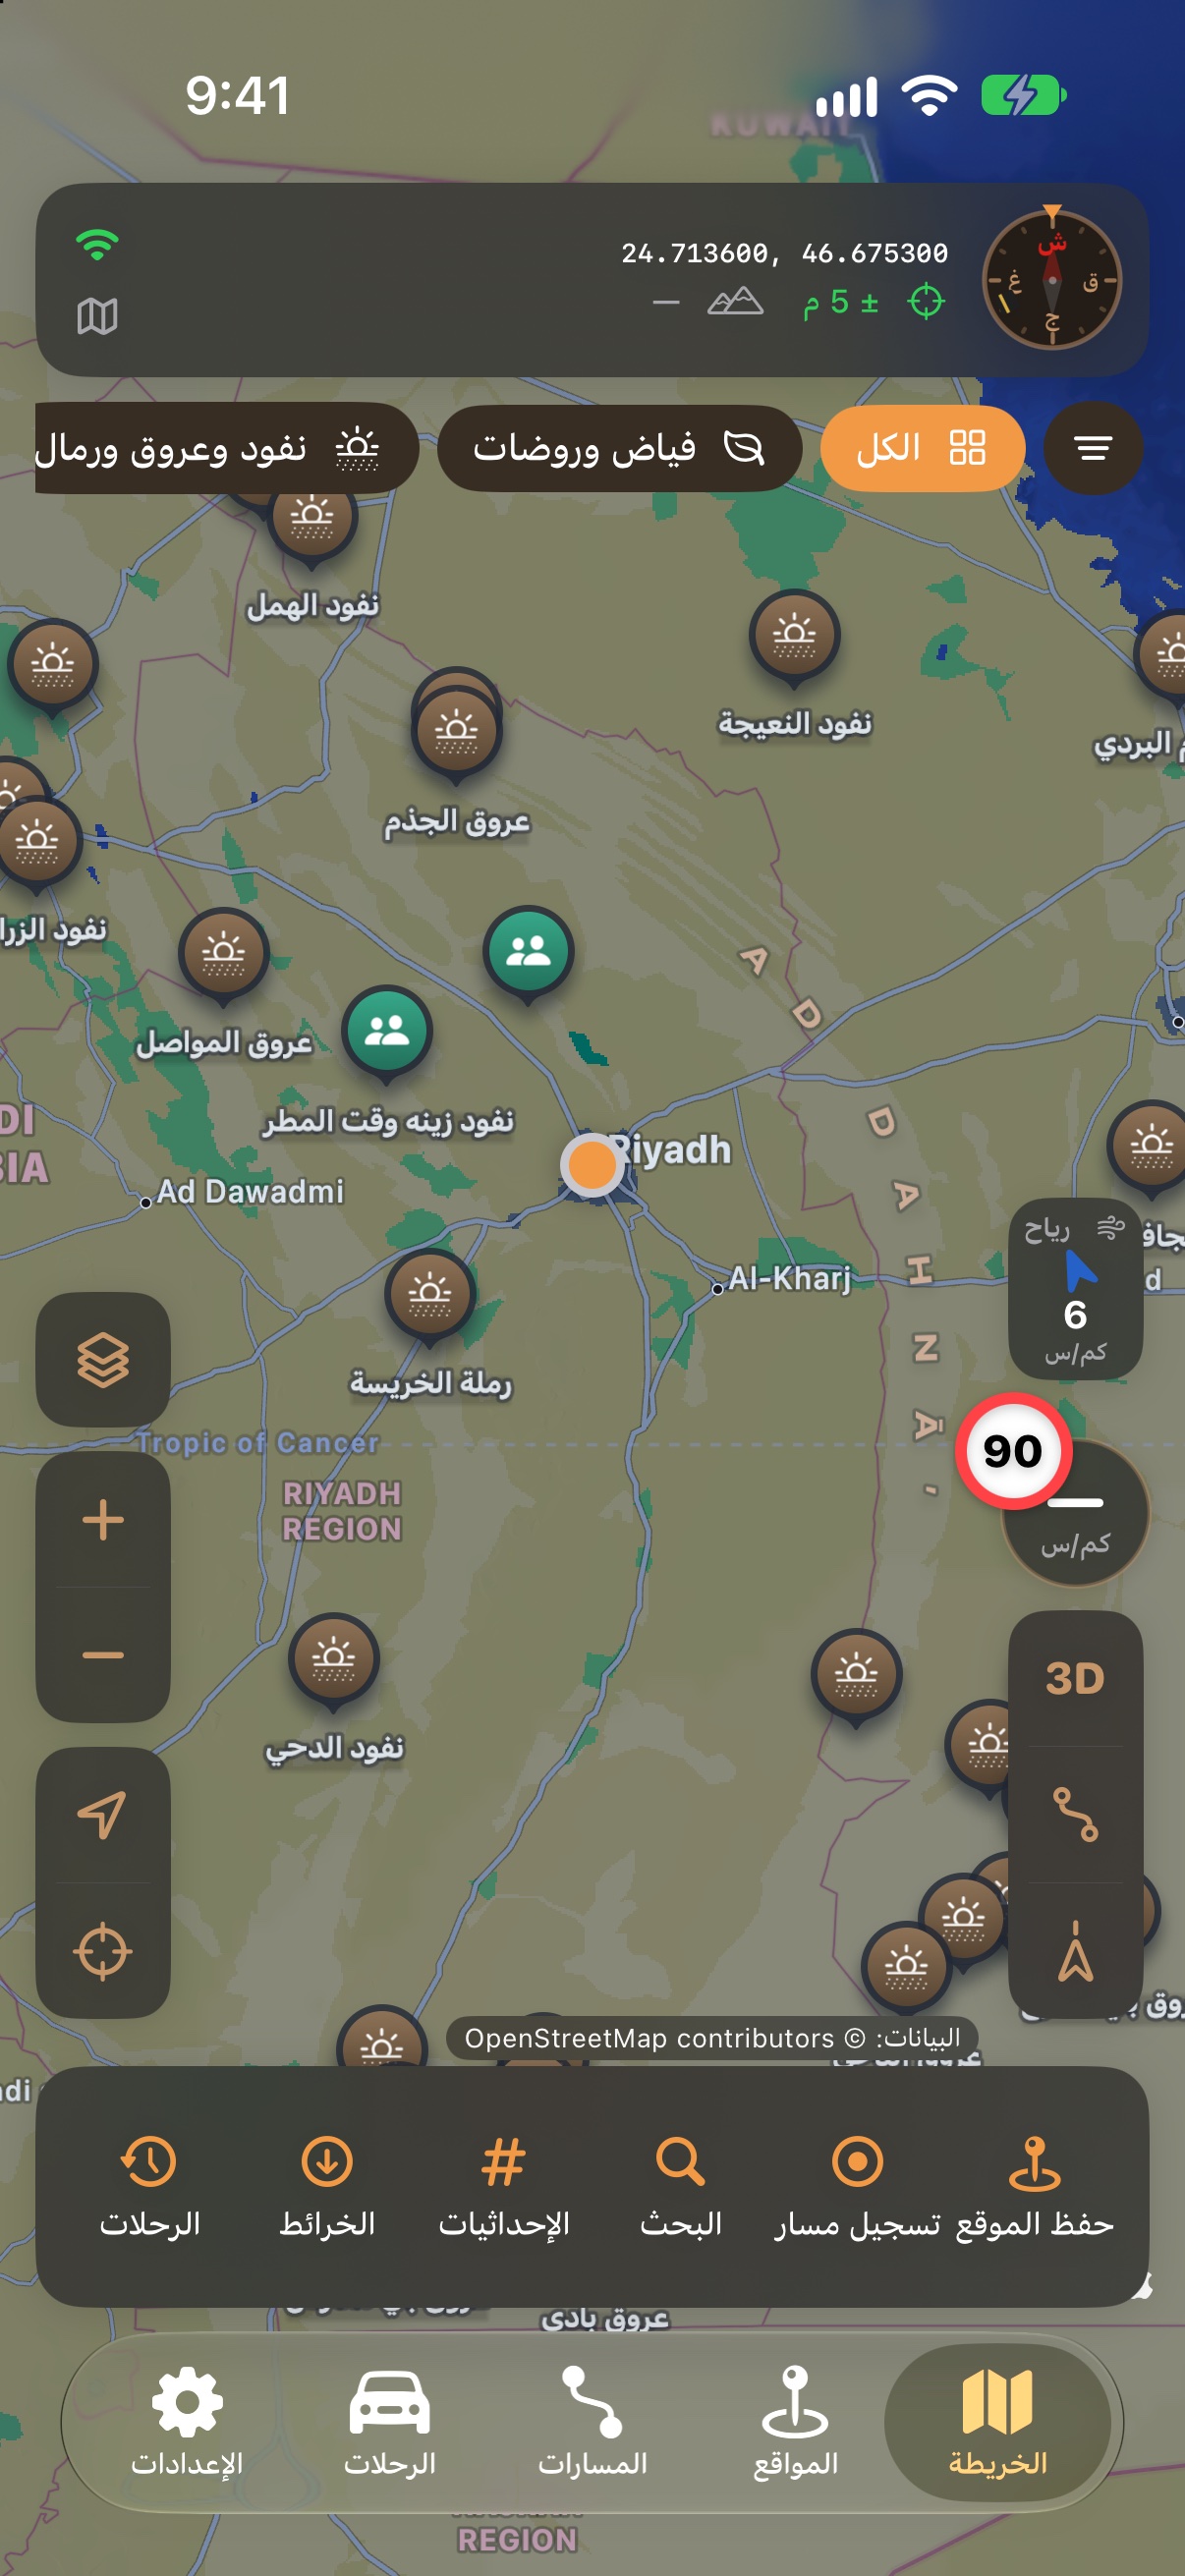 9:41
KUWAIT
24.713600, 46.675300
± 5 م
—
ش
ق
غ
ج
الكل
فياض وروضات
نفود وعروق ورمال
نفود الهمل
نفود النعيجة
البردي
عروق الجذم
نفود الزرا
عروق المواصل
نفود زينه وقت المطر
Riyadh
Ad Dawadmi
AD DAHNĀ'
رياح
6
كم/س
Al-Kharj
رملة الخريسة
Tropic of Cancer
90
كم/س
RIYADH
REGION
3D
نفود الدحي
البيانات: © OpenStreetMap contributors
حفظ الموقع
تسجيل مسار
البحث
الإحداثيات
الخرائط
الرحلات
عروق بادي
الخريطة
المواقع
المسارات
الرحلات
الإعدادات
REGION